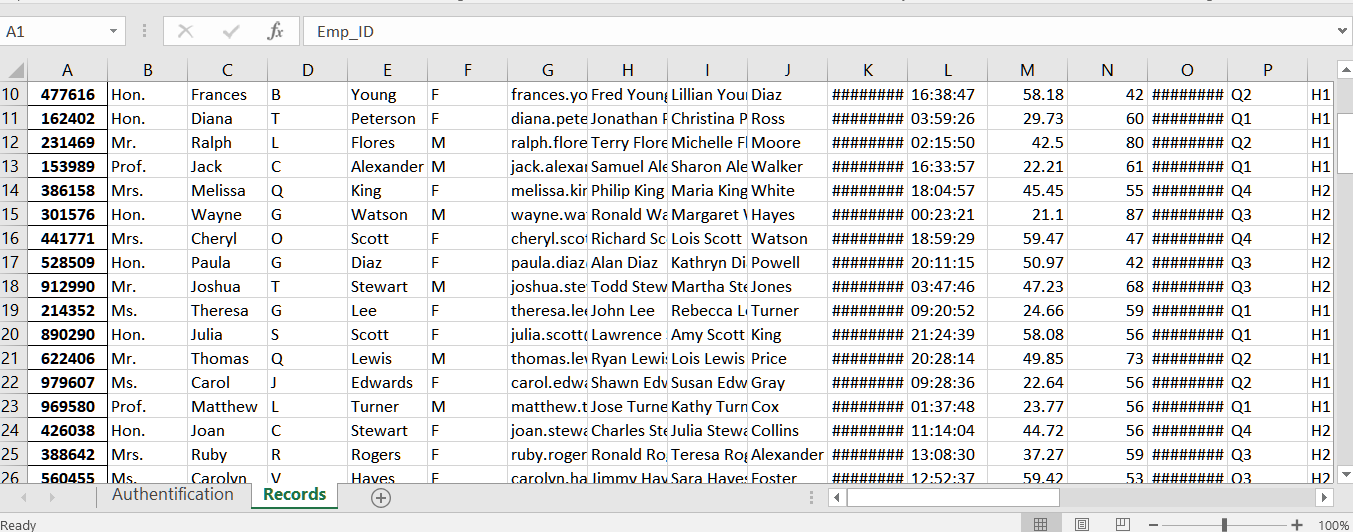 A1 fx Emp_ID
A B C D E F G H I J K L M N O P
10 477616 Hon. Frances B Young F frances.yo Fred Young Lillian You Diaz ######## 16:38:47 58.18 42 ######## Q2 H1
11 162402 Hon. Diana T Peterson F diana.pete Jonathan P Christina P Ross ######## 03:59:26 29.73 60 ######## Q1 H1
12 231469 Mr. Ralph L Flores M ralph.flore Terry Flore Michelle Fl Moore ######## 02:15:50 42.5 80 ######## Q2 H1
13 153989 Prof. Jack C Alexander M jack.alexa Samuel Ale Sharon Ale Walker ######## 16:33:57 22.21 61 ######## Q1 H1
14 386158 Mrs. Melissa Q King F melissa.kin Philip King Maria King White ######## 18:04:57 45.45 55 ######## Q4 H2
15 301576 Hon. Wayne G Watson M wayne.wa Ronald Wa Margaret Hayes ######## 00:23:21 21.1 87 ######## Q3 H2
16 441771 Mrs. Cheryl O Scott F cheryl.scot Richard Sc Lois Scott Watson ######## 18:59:29 59.47 47 ######## Q4 H2
17 528509 Hon. Paula G Diaz F paula.diaz Alan Diaz Kathryn Di Powell ######## 20:11:15 50.97 42 ######## Q3 H2
18 912990 Mr. Joshua T Stewart M joshua.ste Todd Stew Martha Ste Jones ######## 03:47:46 47.23 68 ######## Q3 H2
19 214352 Ms. Theresa G Lee F theresa.lee John Lee Rebecca L Turner ######## 09:20:52 24.66 59 ######## Q1 H1
20 890290 Hon. Julia S Scott F julia.scott Lawrence Amy Scott King ######## 21:24:39 58.08 56 ######## Q1 H1
21 622406 Mr. Thomas Q Lewis M thomas.lew Ryan Lewis Lois Lewis Price ######## 20:28:14 49.85 73 ######## Q2 H1
22 979607 Ms. Carol J Edwards F carol.edwa Shawn Edw Susan Edw Gray ######## 09:28:36 22.64 56 ######## Q2 H1
23 969580 Prof. Matthew L Turner M matthew.t Jose Turne Kathy Turn Cox ######## 01:37:48 23.77 56 ######## Q1 H1
24 426038 Hon. Joan C Stewart F joan.stewa Charles Ste Julia Stewa Collins ######## 11:14:04 44.72 56 ######## Q4 H2
25 388642 Mrs. Ruby R Rogers F ruby.roger Ronald Ro Teresa Rog Alexander ######## 13:08:30 37.27 59 ######## Q3 H2
26 560455 Ms. Carolyn V Hayes F carolyn.ha Jimmy Hay Sara Hayes Foster ######## 12:52:37 59.42 53 ######## Q3 H2
Authentification Records
Ready 100%